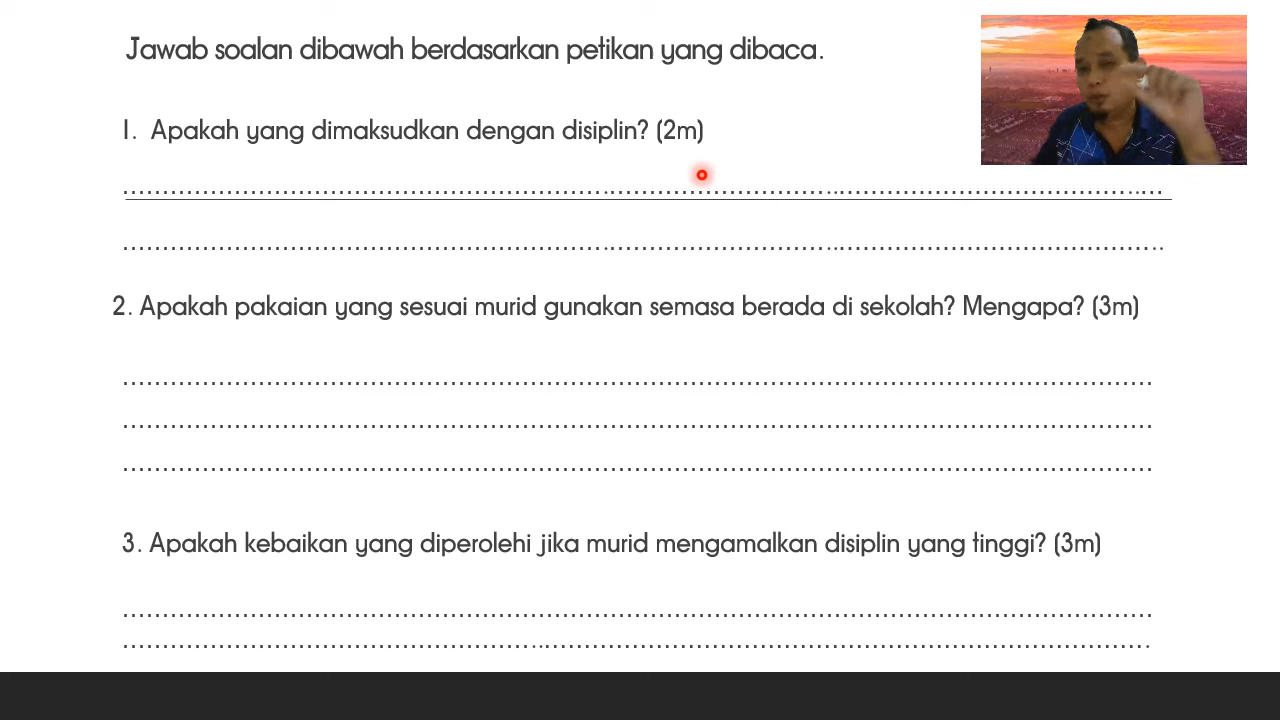 Jawab soalan dibawah berdasarkan petikan yang dibaca.
1. Apakah yang dimaksudkan dengan disiplin? (2m)
2. Apakah pakaian yang sesuai murid gunakan semasa berada di sekolah? Mengapa? (3m)
3. Apakah kebaikan yang diperolehi jika murid mengamalkan disiplin yang tinggi? (3m)